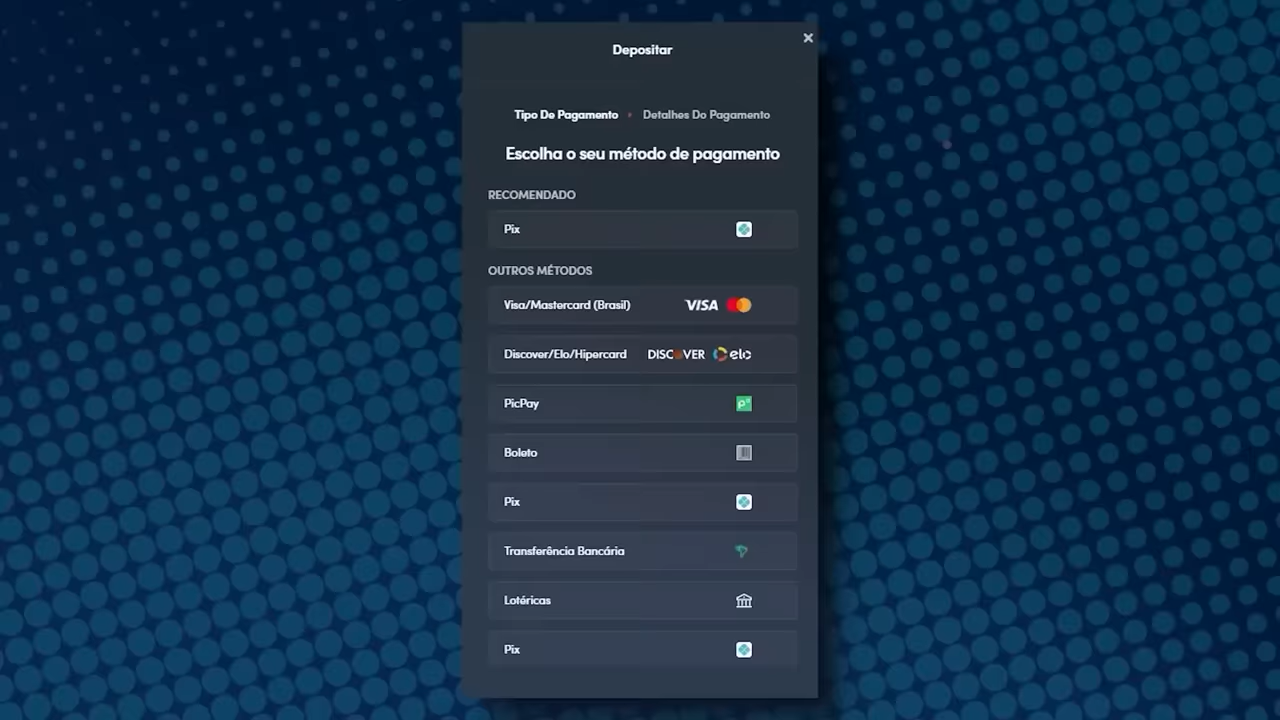 Depositar
Tipo De Pagamento • Detalhes Do Pagamento
Escolha o seu método de pagamento
RECOMENDADO
Pix
OUTROS MÉTODOS
Visa/Mastercard (Brasil) VISA
Discover/Elo/Hipercard DISCOVER elo
PicPay
Boleto
Pix
Transferência Bancária
Lotéricas
Pix